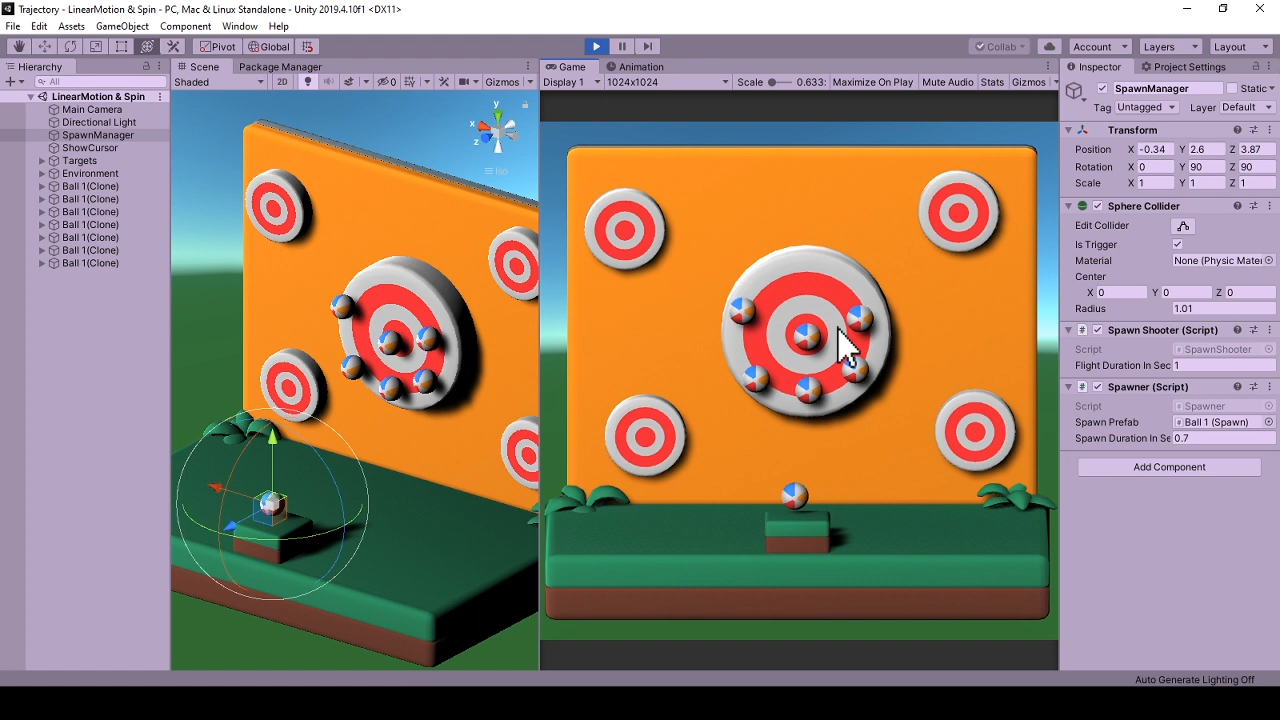 Trajectory - LinearMotion & Spin - PC, Mac & Linux Standalone - Unity 2019.4.10f1 <DX11>
File Edit Assets GameObject Component Window Help
Pivot Global Collab Account Layers Layout
Hierarchy
All
LinearMotion & Spin
Main Camera
Directional Light
SpawnManager
ShowCursor
Targets
Environment
Ball 1(Clone)
Ball 1(Clone)
Ball 1(Clone)
Ball 1(Clone)
Ball 1(Clone)
Ball 1(Clone)
Ball 1(Clone)
Scene Package Manager
Shaded 2D 0 Gizmos
y
x
z
Iso
Game Animation
Display 1 1024x1024 Scale 0.633: Maximize On Play Mute Audio Stats Gizmos
Inspector Project Settings
SpawnManager Static
Tag Untagged Layer Default
Transform
Position X -0.34 Y 2.6 Z 3.87
Rotation X 0 Y 90 Z 90
Scale X 1 Y 1 Z 1
Sphere Collider
Edit Collider
Is Trigger
Material None (Physic Mater
Center
X 0 Y 0 Z 0
Radius 1.01
# Spawn Shooter (Script)
Script # SpawnShooter
Flight Duration In Sec 1
# Spawner (Script)
Script # Spawner
Spawn Prefab Ball 1 (Spawn)
Spawn Duration In Se 0.7
Add Component
Auto Generate Lighting Off